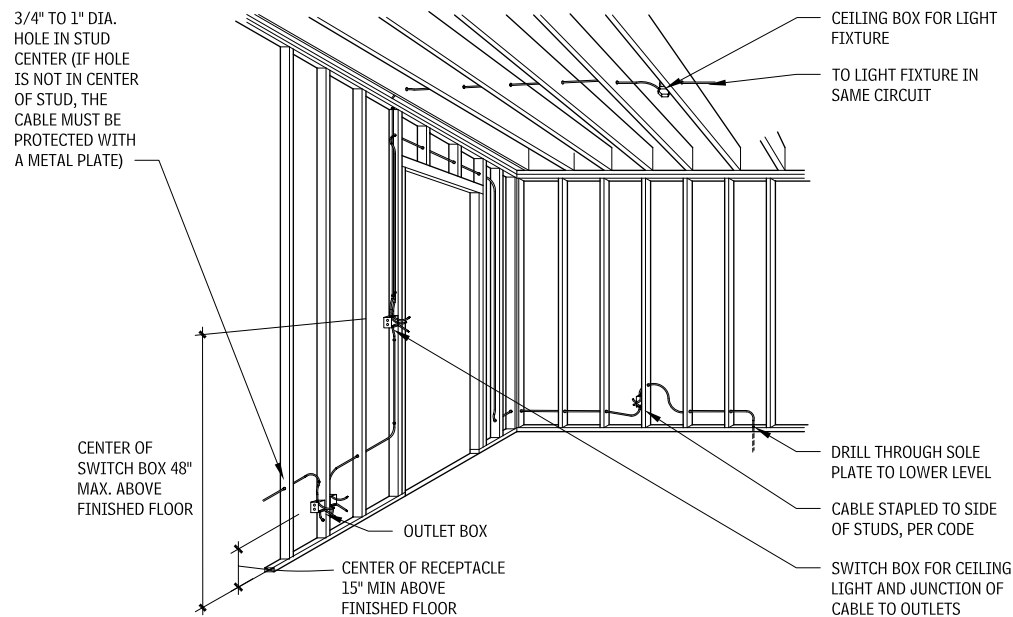 3/4" TO 1" DIA.
HOLE IN STUD
CENTER (IF HOLE
IS NOT IN CENTER
OF STUD, THE
CABLE MUST BE
PROTECTED WITH
A METAL PLATE)
CEILING BOX FOR LIGHT
FIXTURE
TO LIGHT FIXTURE IN
SAME CIRCUIT
CENTER OF
SWITCH BOX 48"
MAX. ABOVE
FINISHED FLOOR
OUTLET BOX
CENTER OF RECEPTACLE
15" MIN ABOVE
FINISHED FLOOR
DRILL THROUGH SOLE
PLATE TO LOWER LEVEL
CABLE STAPLED TO SIDE
OF STUDS, PER CODE
SWITCH BOX FOR CEILING
LIGHT AND JUNCTION OF
CABLE TO OUTLETS